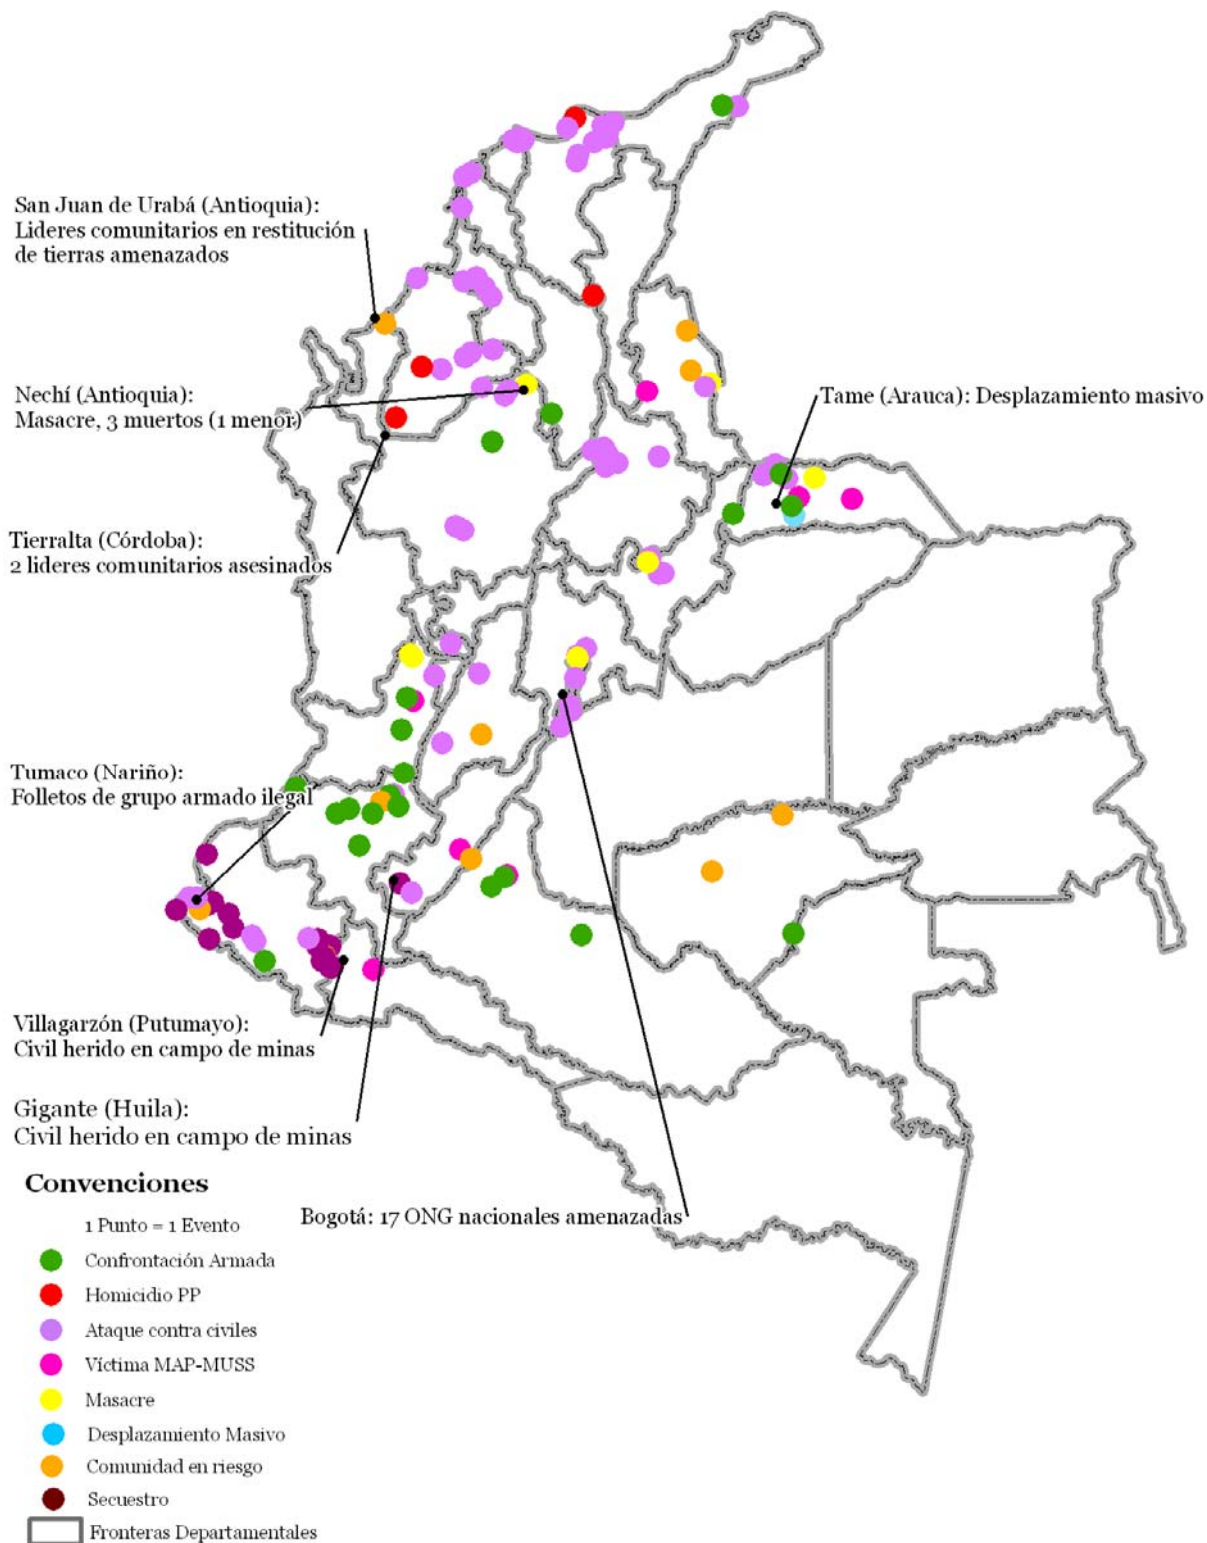 San Juan de Urabá (Antioquia):
Lideres comunitarios en restitución
de tierras amenazados
Nechí (Antioquia):
Masacre, 3 muertos (1 menor)
Tame (Arauca): Desplazamiento masivo
Tierralta (Córdoba):
2 lideres comunitarios asesinados
Tumaco (Nariño):
Folletos de grupo armado ilegal
Villagarzón (Putumayo):
Civil herido en campo de minas
Gigante (Huila):
Civil herido en campo de minas
Bogotá: 17 ONG nacionales amenazadas
Convenciones
1 Punto = 1 Evento
Confrontación Armada
Homicidio PP
Ataque contra civiles
Víctima MAP-MUSS
Masacre
Desplazamiento Masivo
Comunidad en riesgo
Secuestro
Fronteras Departamentales